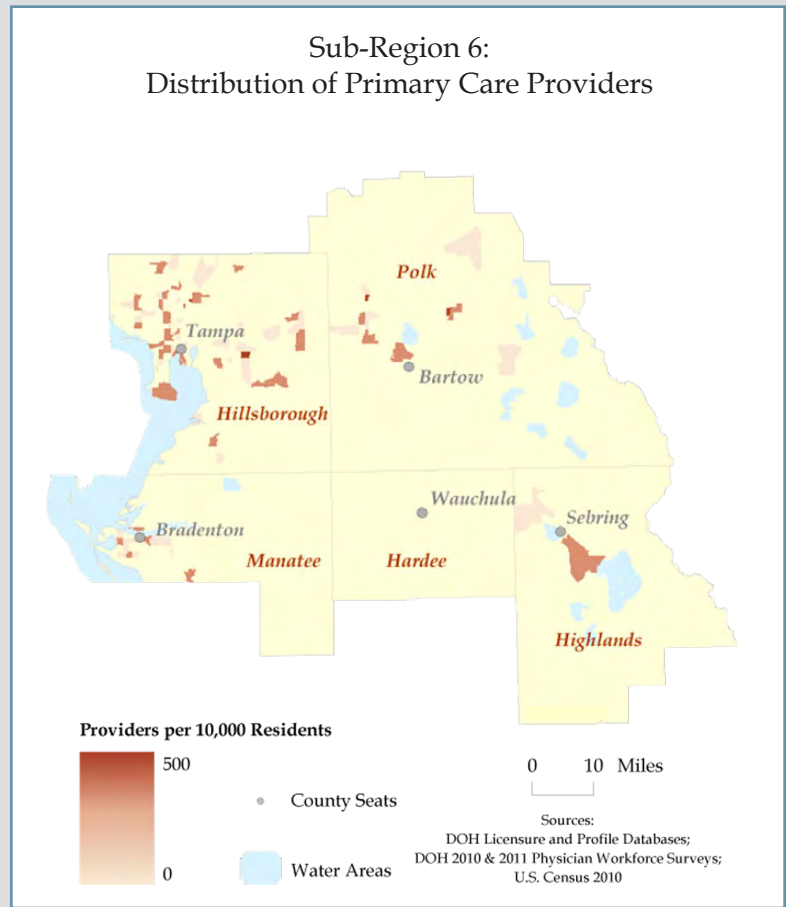 Sub-Region 6:
Distribution of Primary Care Providers
Polk
Tampa
Bartow
Hillsborough
Wauchula
Sebring
Bradenton
Manatee
Hardee
Highlands
Providers per 10,000 Residents
500
0
County Seats
Water Areas
0 10 Miles
Sources:
DOH Licensure and Profile Databases;
DOH 2010 & 2011 Physician Workforce Surveys;
U.S. Census 2010